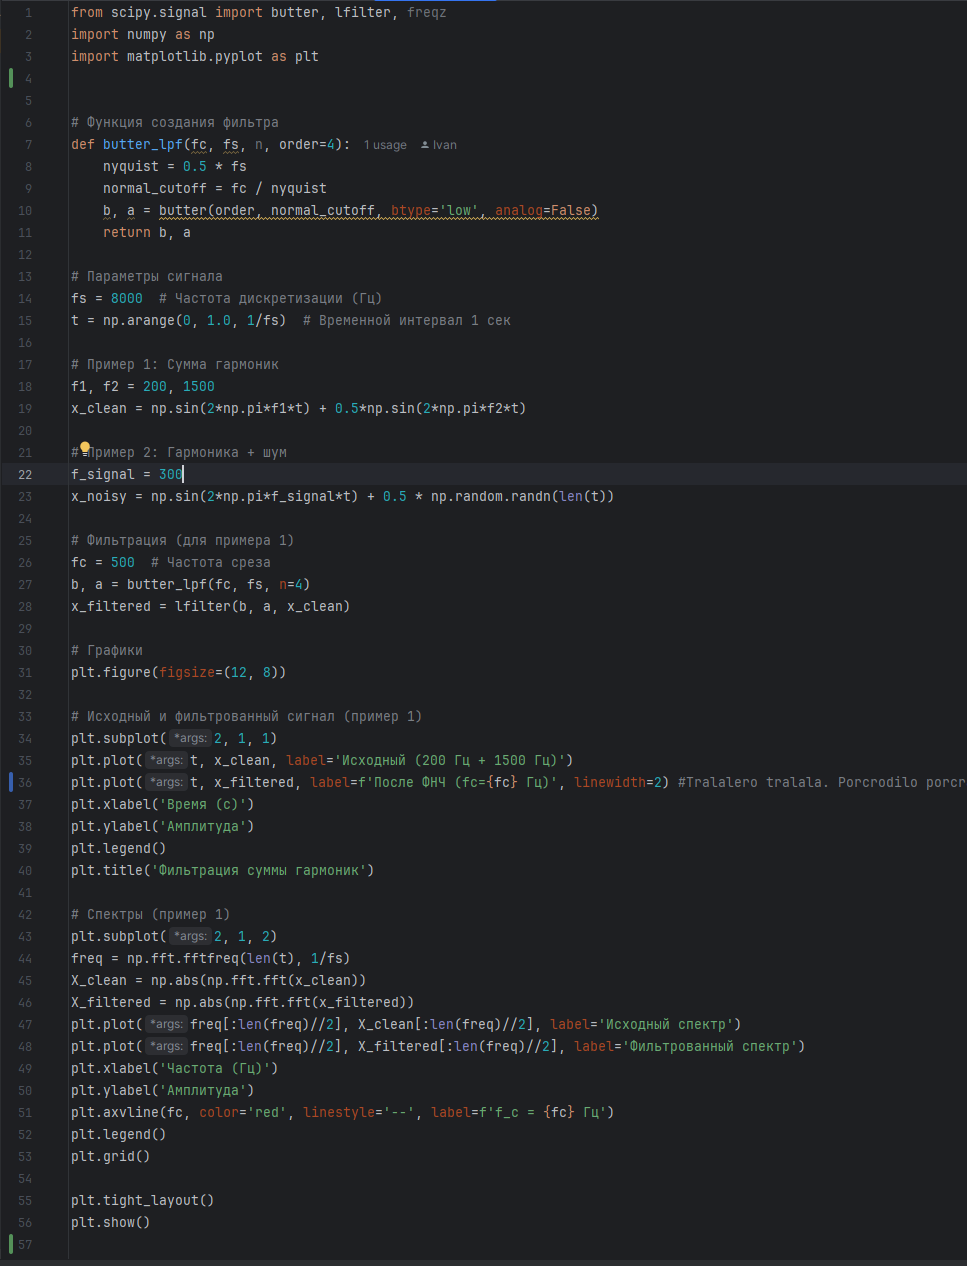 1 from scipy.signal import butter, lfilter, freqz
2 import numpy as np
3 import matplotlib.pyplot as plt
4
5
6 # Функция создания фильтра
7 def butter_lpf(fc, fs, n, order=4): 1 usage Ivan
8     nyquist = 0.5 * fs
9     normal_cutoff = fc / nyquist
10     b, a = butter(order, normal_cutoff, btype='low', analog=False)
11     return b, a
12
13 # Параметры сигнала
14 fs = 8000  # Частота дискретизации (Гц)
15 t = np.arange(0, 1.0, 1/fs)  # Временной интервал 1 сек
16
17 # Пример 1: Сумма гармоник
18 f1, f2 = 200, 1500
19 x_clean = np.sin(2*np.pi*f1*t) + 0.5*np.sin(2*np.pi*f2*t)
20
21 # Пример 2: Гармоника + шум
22 f_signal = 300
23 x_noisy = np.sin(2*np.pi*f_signal*t) + 0.5 * np.random.randn(len(t))
24
25 # Фильтрация (для примера 1)
26 fc = 500  # Частота среза
27 b, a = butter_lpf(fc, fs, n=4)
28 x_filtered = lfilter(b, a, x_clean)
29
30 # Графики
31 plt.figure(figsize=(12, 8))
32
33 # Исходный и фильтрованный сигнал (пример 1)
34 plt.subplot( *args: 2, 1, 1)
35 plt.plot( *args: t, x_clean, label='Исходный (200 Гц + 1500 Гц)')
36 plt.plot( *args: t, x_filtered, label=f'После ФНЧ (fc={fc} Гц)', linewidth=2) #Tralalero tralala. Porcrodilo porcr
37 plt.xlabel('Время (с)')
38 plt.ylabel('Амплитуда')
39 plt.legend()
40 plt.title('Фильтрация суммы гармоник')
41
42 # Спектры (пример 1)
43 plt.subplot( *args: 2, 1, 2)
44 freq = np.fft.fftfreq(len(t), 1/fs)
45 X_clean = np.abs(np.fft.fft(x_clean))
46 X_filtered = np.abs(np.fft.fft(x_filtered))
47 plt.plot( *args: freq[:len(freq)//2], X_clean[:len(freq)//2], label='Исходный спектр')
48 plt.plot( *args: freq[:len(freq)//2], X_filtered[:len(freq)//2], label='Фильтрованный спектр')
49 plt.xlabel('Частота (Гц)')
50 plt.ylabel('Амплитуда')
51 plt.axvline(fc, color='red', linestyle='--', label=f'f_c = {fc} Гц')
52 plt.legend()
53 plt.grid()
54
55 plt.tight_layout()
56 plt.show()
57